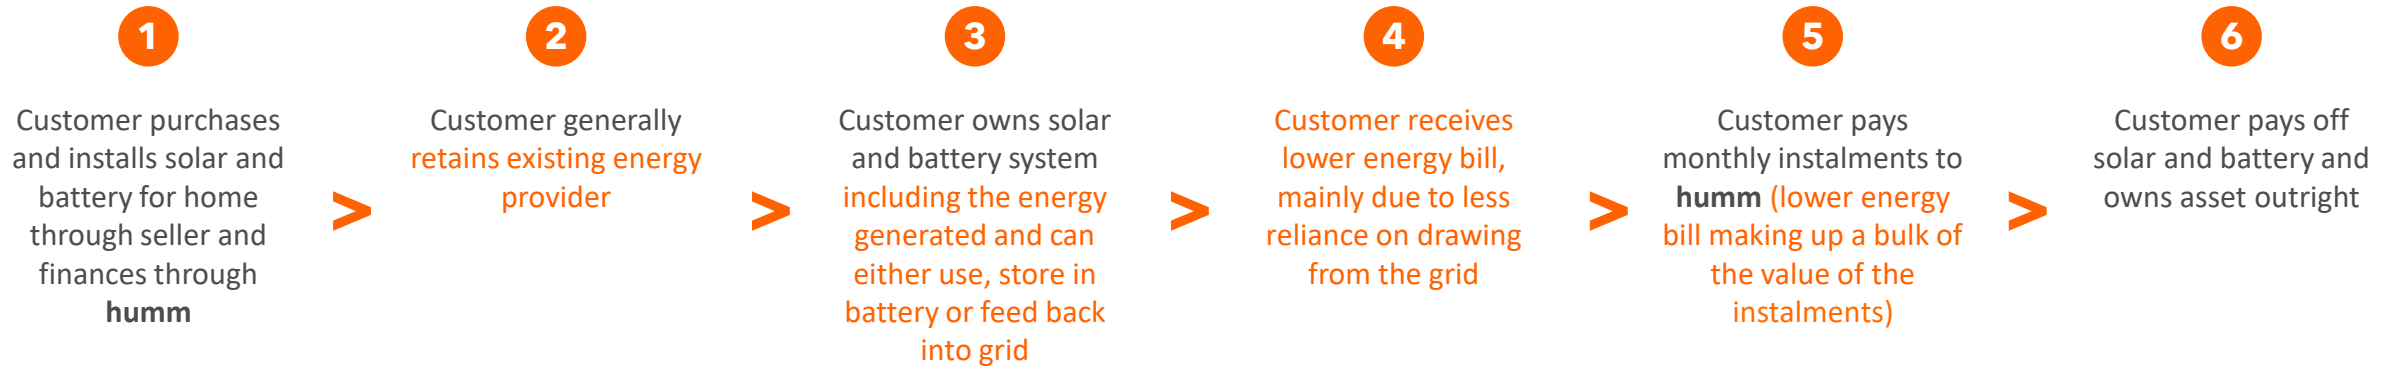 1
Customer purchases
and installs solar and
battery for home
through seller and
finances through
humm
>
2
Customer generally
retains existing energy
provider
>
3
Customer owns solar
and battery system
including the energy
generated and can
either use, store in
battery or feed back
into grid
>
4
Customer receives
lower energy bill,
mainly due to less
reliance on drawing
from the grid
>
5
Customer pays
monthly instalments to
humm (lower energy
bill making up a bulk of
the value of the
instalments)
>
6
Customer pays off
solar and battery and
owns asset outright